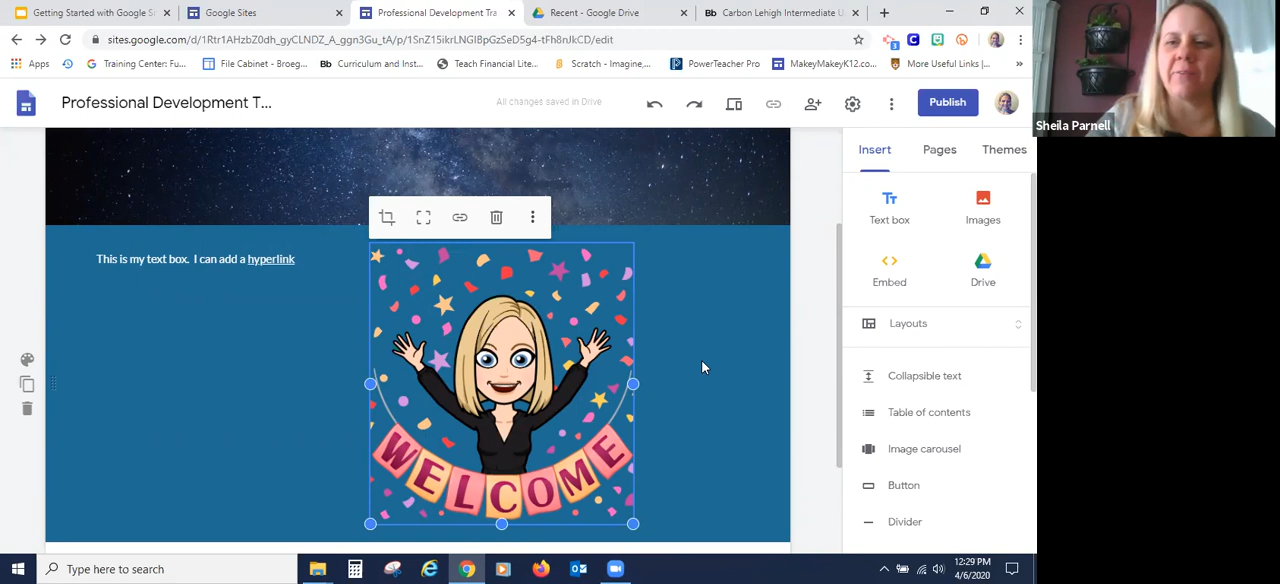 Getting Started with Google S
Google Sites
Professional Development Tra
Recent - Google Drive
Bb Carbon Lehigh Intermediate U
sites.google.com/d/1Rtr1AHzbZ0dh_gyCLNDZ_A_ggn3Gu_tA/p/1SnZ15ikrLNGIBpGzSeD5g4-tFh8nJkCD/edit
3
Apps
Training Center: Fu...
File Cabinet - Broeg...
Bb Curriculum and Inst...
Teach Financial Lite...
Scratch - Imagine,...
PowerTeacher Pro
MakeyMakeyK12.co...
More Useful Links |...
Sheila Parnell
Professional Development T...
All changes saved in Drive
Publish
Insert
Pages
Themes
Tт
Text box
Images
Embed
Drive
Layouts
Collapsible text
Table of contents
Image carousel
Button
Divider
This is my text box. I can add a hyperlink
WELCOME
Type here to search
12:29 PM
4/6/2020